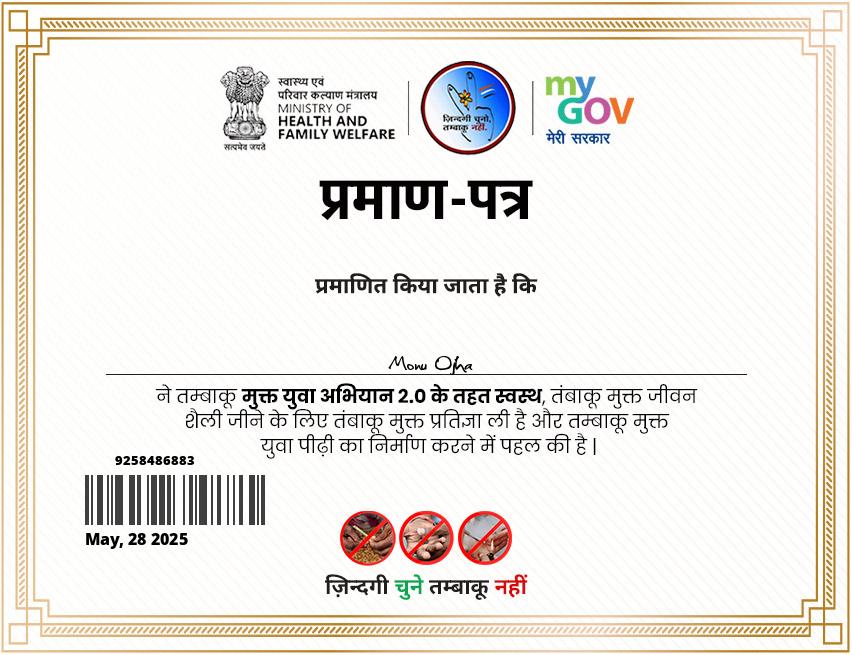 स्वास्थ्य एवं
परिवार कल्याण मंत्रालय
MINISTRY OF
HEALTH AND
FAMILY WELFARE
सत्यमेव जयते
ज़िन्दगी चुनो,
तम्बाकू नहीं.
my
GOV
मेरी सरकार
प्रमाण-पत्र
प्रमाणित किया जाता है कि
Monu Ojha
ने तम्बाकू मुक्त युवा अभियान 2.0 के तहत स्वस्थ, तंबाकू मुक्त जीवन
शैली जीने के लिए तंबाकू मुक्त प्रतिज्ञा ली है और तम्बाकू मुक्त
युवा पीढ़ी का निर्माण करने में पहल की है |
9258486883
May, 28 2025
ज़िन्दगी चुने तम्बाकू नहीं